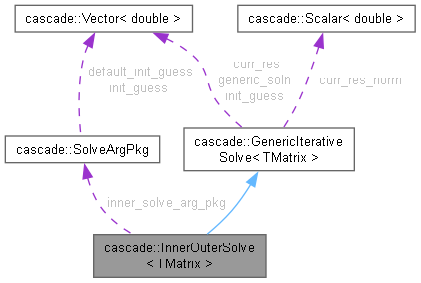 cascade::Vector< double >
cascade::Scalar< double >
default_init_guess
init_guess
curr_res
generic_soln
init_guess
curr_res_norm
cascade::SolveArgPkg
cascade::GenericIterative
Solve< TMatrix >
inner_solve_arg_pkg
cascade::InnerOuterSolve
< TMatrix >